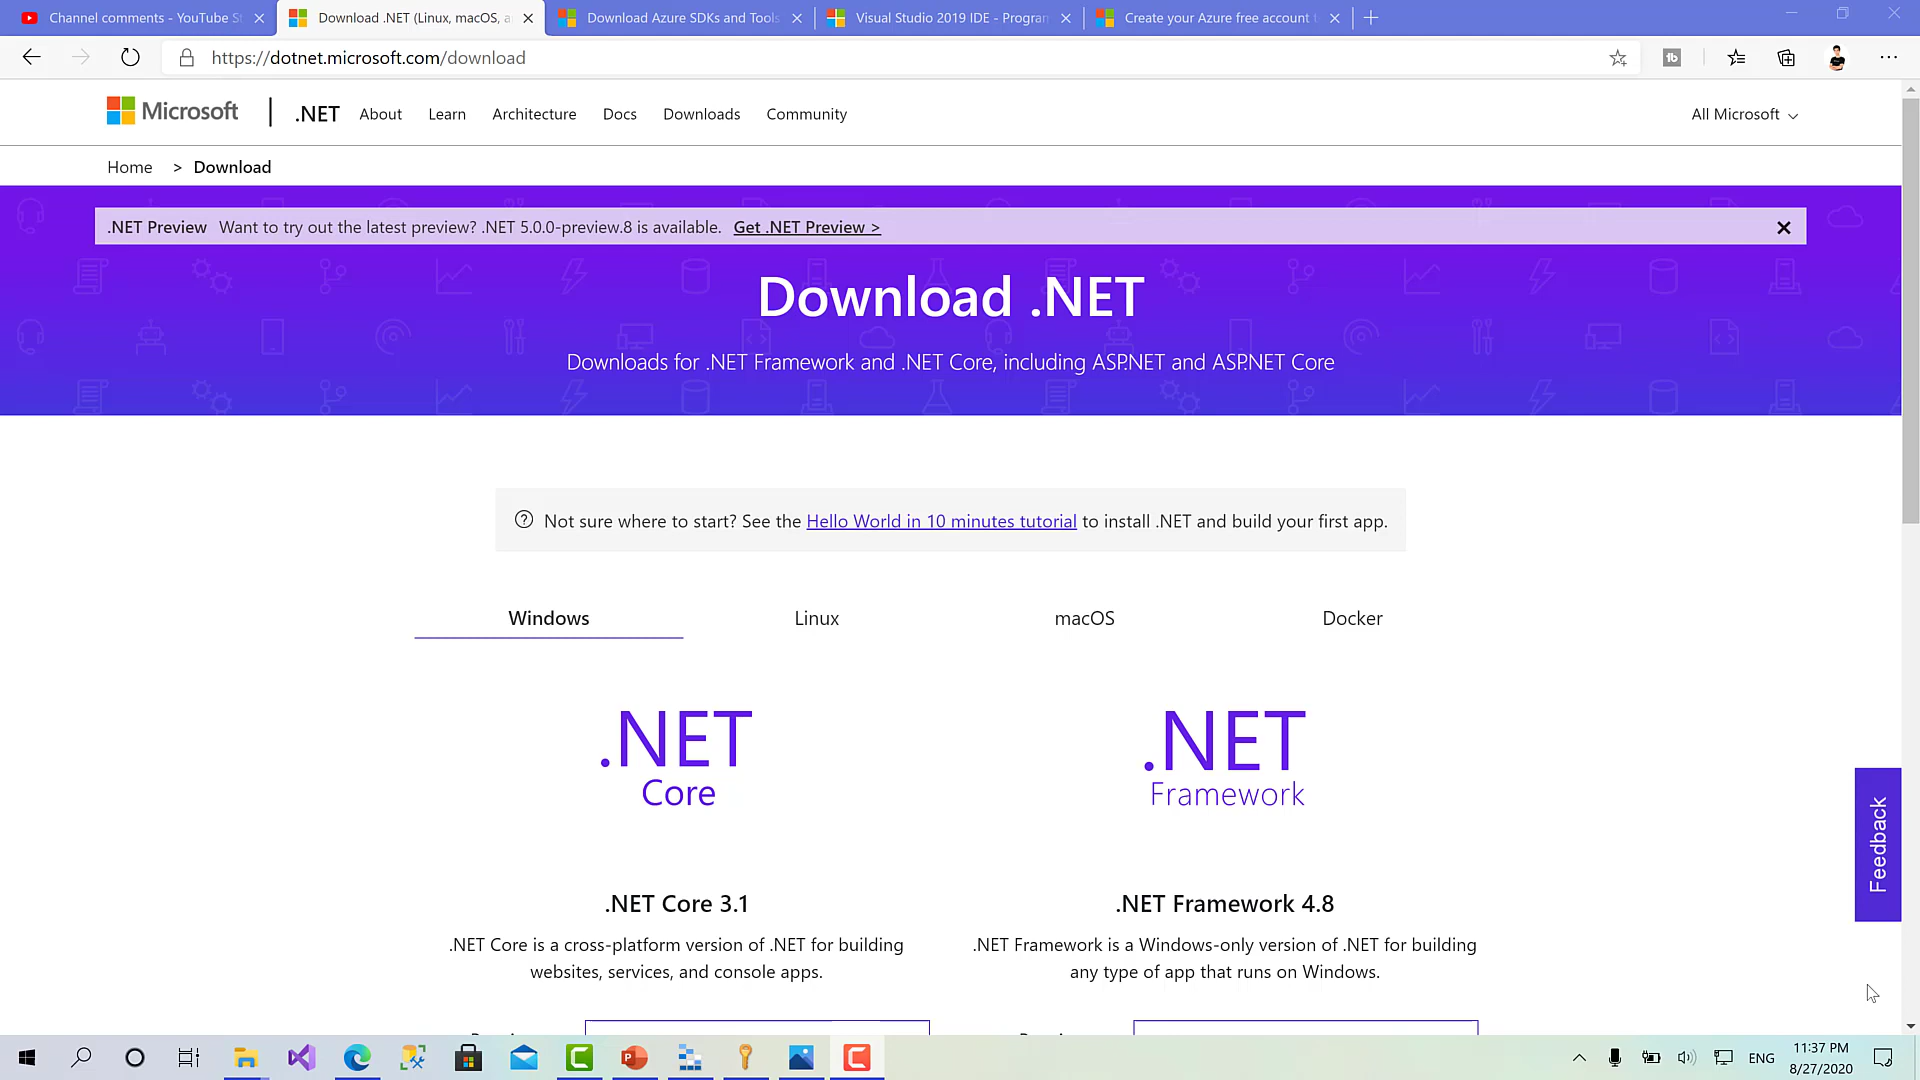 Channel comments - YouTube St
Download .NET (Linux, macOS, a
Download Azure SDKs and Tools
Visual Studio 2019 IDE - Program
Create your Azure free account t
https://dotnet.microsoft.com/download
Microsoft
.NET
About
Learn
Architecture
Docs
Downloads
Community
All Microsoft
Home > Download
.NET Preview Want to try out the latest preview? .NET 5.0.0-preview.8 is available. Get .NET Preview >
Download .NET
Downloads for .NET Framework and .NET Core, including ASP.NET and ASP.NET Core
Not sure where to start? See the Hello World in 10 minutes tutorial to install .NET and build your first app.
Windows
Linux
macOS
Docker
.NET
Core
.NET
Framework
Feedback
.NET Core 3.1
.NET Core is a cross-platform version of .NET for building
websites, services, and console apps.
.NET Framework 4.8
.NET Framework is a Windows-only version of .NET for building
any type of app that runs on Windows.
ENG
11:37 PM
8/27/2020